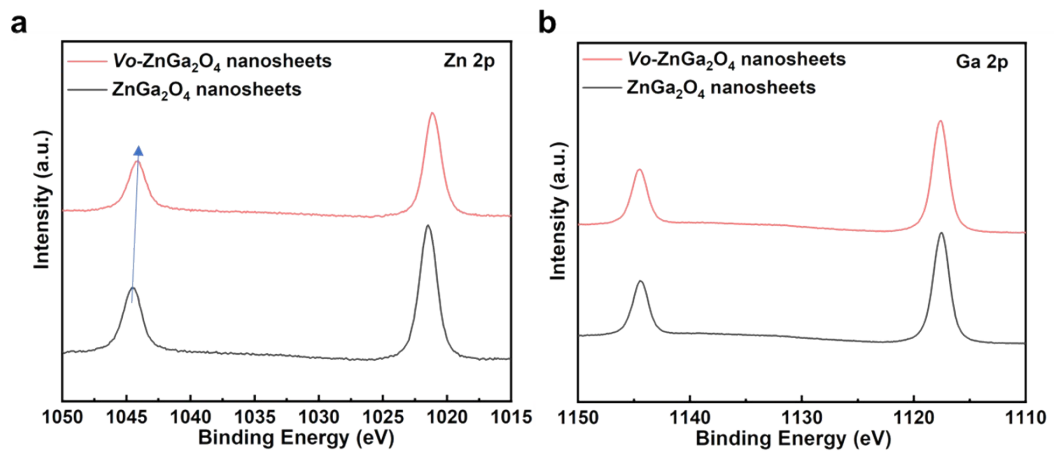 a
Vo-ZnGa₂O₄ nanosheets
Zn 2p
ZnGa₂O₄ nanosheets
Intensity (a.u.)
1050 1045 1040 1035 1030 1025 1020 1015
Binding Energy (eV)
b
Vo-ZnGa₂O₄ nanosheets
Ga 2p
ZnGa₂O₄ nanosheets
Intensity (a.u.)
1150 1140 1130 1120 1110
Binding Energy (eV)